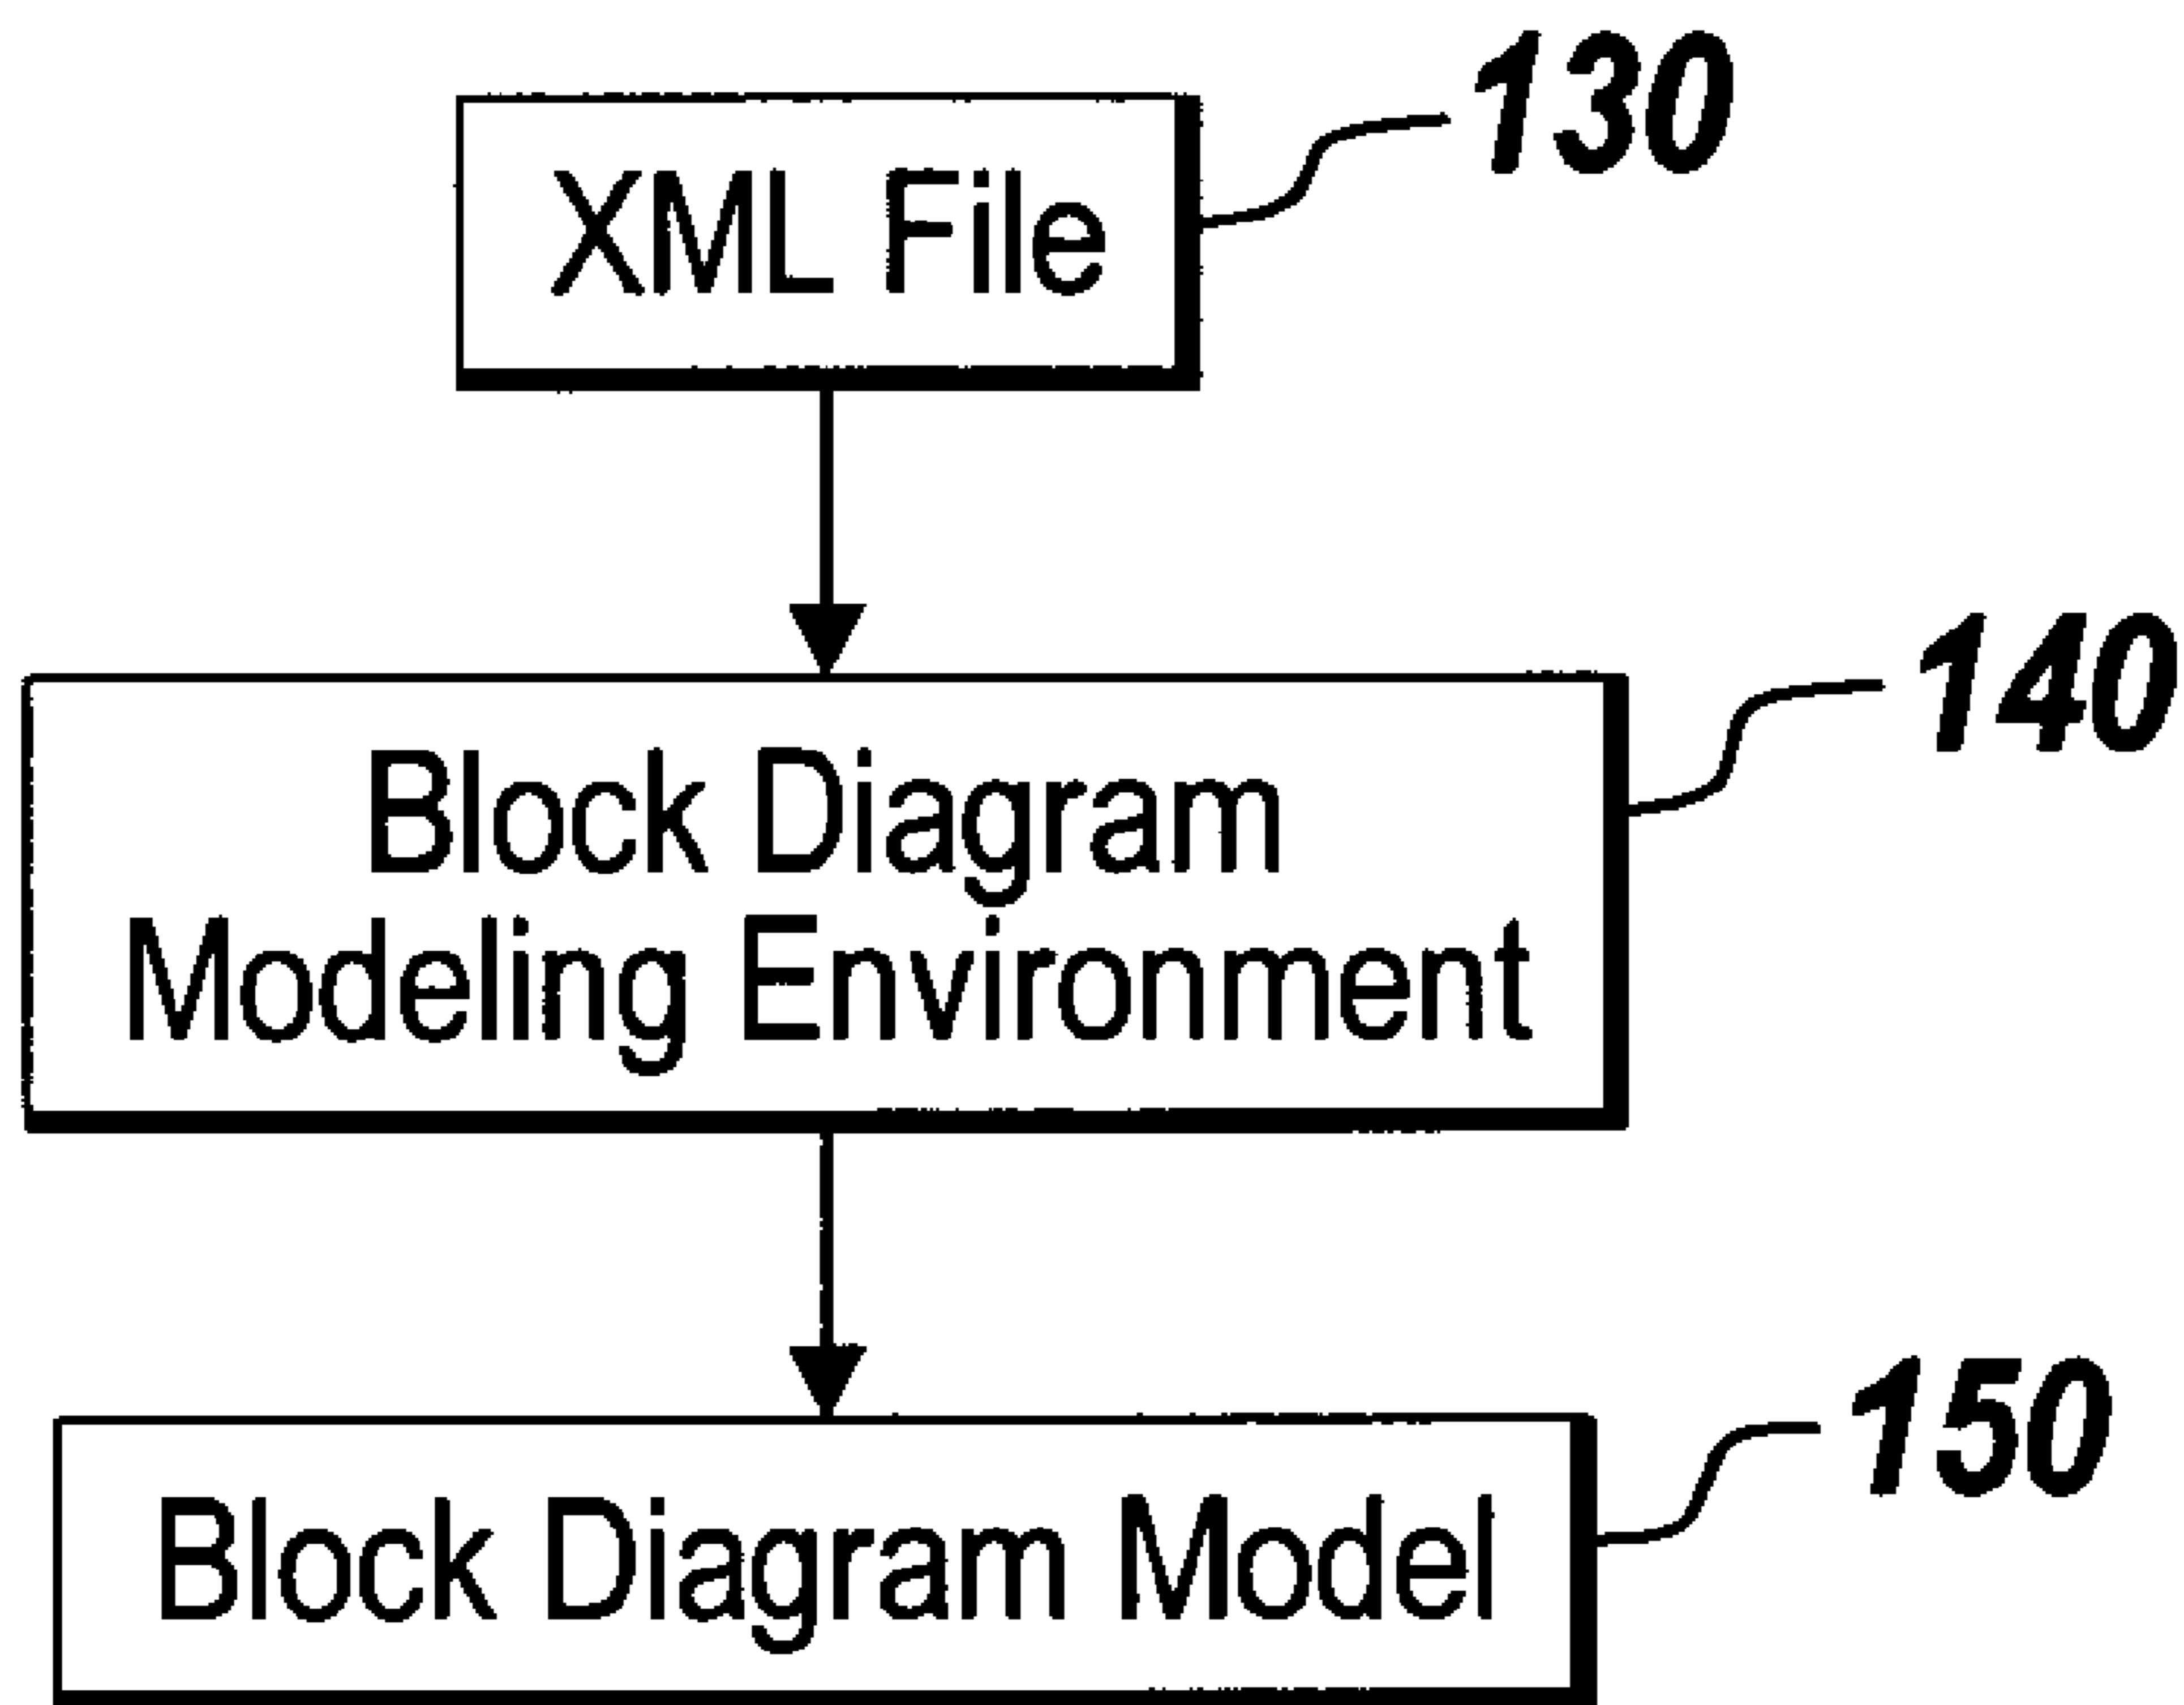 130
XML File
140
Block Diagram
Modeling Environment
150
Block Diagram Model